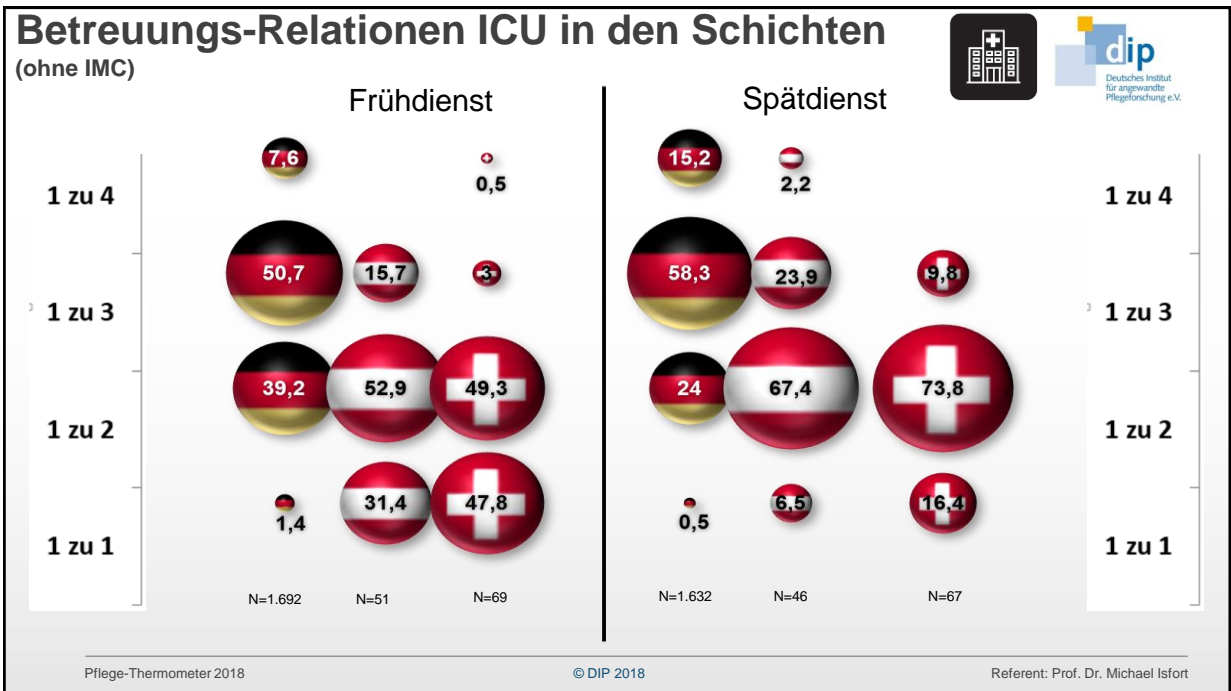 Betreuungs-Relationen ICU in den Schichten
(ohne IMC)
dip
Deutsches Institut
für angewandte
Pflegeforschung e.V.
Frühdienst
Spätdienst
1 zu 4
7,6
0,5
15,2
2,2
1 zu 4
1 zu 3
50,7
15,7
3
58,3
23,9
9,8
1 zu 3
1 zu 2
39,2
52,9
49,3
24
67,4
73,8
1 zu 2
1 zu 1
1,4
31,4
47,8
0,5
6,5
16,4
1 zu 1
N=1.692
N=51
N=69
N=1.632
N=46
N=67
Pflege-Thermometer 2018
© DIP 2018
Referent: Prof. Dr. Michael Isfort